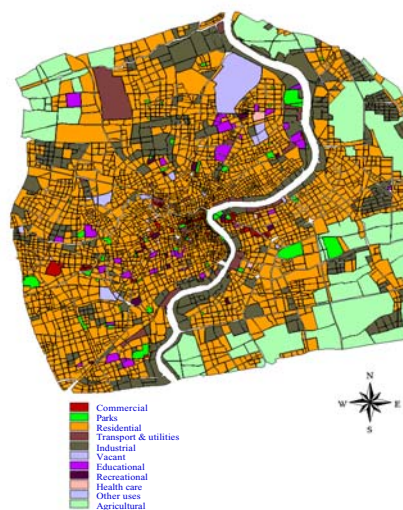 N
W E
S
Commercial
Parks
Residential
Transport & utilities
Industrial
Vacant
Educational
Recreational
Health care
Other uses
Agricultural